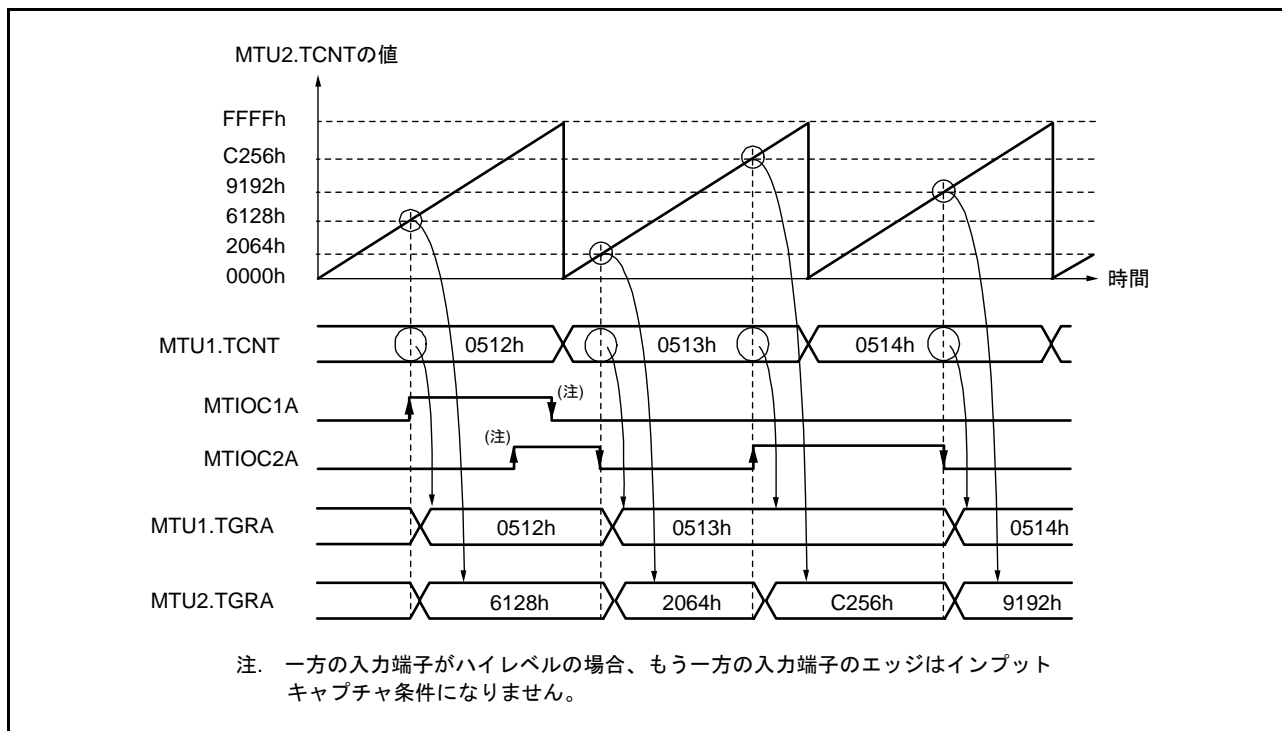 MTU2.TCNTの値
FFFFh
C256h
9192h
6128h
2064h
0000h
時間
MTU1.TCNT
0512h
0513h
0514h
MTIOC1A
(注)
MTIOC2A
(注)
MTU1.TGRA
0512h
0513h
0514h
MTU2.TGRA
6128h
2064h
C256h
9192h
注. 一方の入力端子がハイレベルの場合、もう一方の入力端子のエッジはインプット
キャプチャ条件になりません。